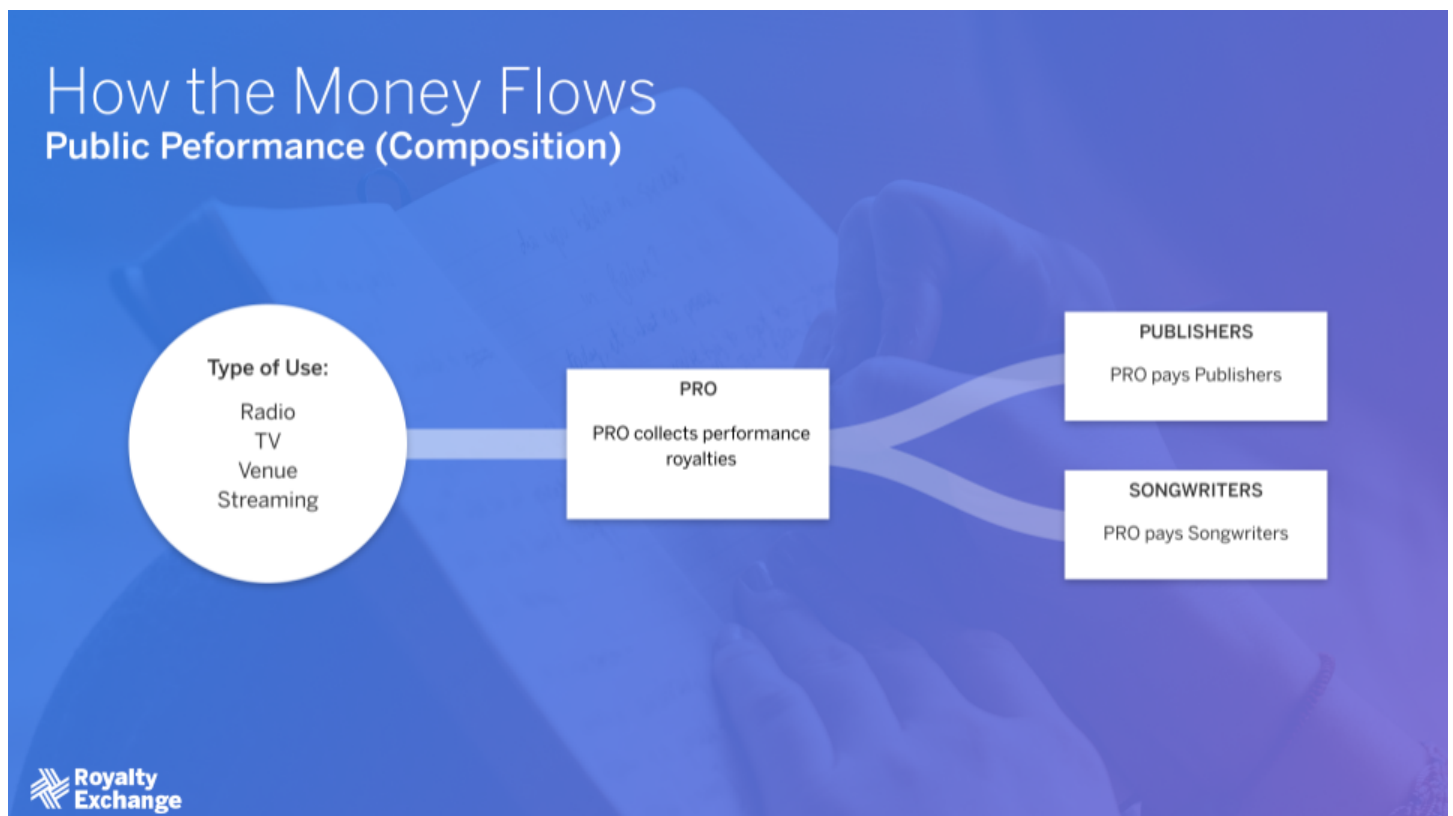 How the Money Flows
Public Peformance (Composition)
Type of Use:
Radio
TV
Venue
Streaming
PRO
PRO collects performance
royalties
PUBLISHERS
PRO pays Publishers
SONGWRITERS
PRO pays Songwriters
Royalty
Exchange